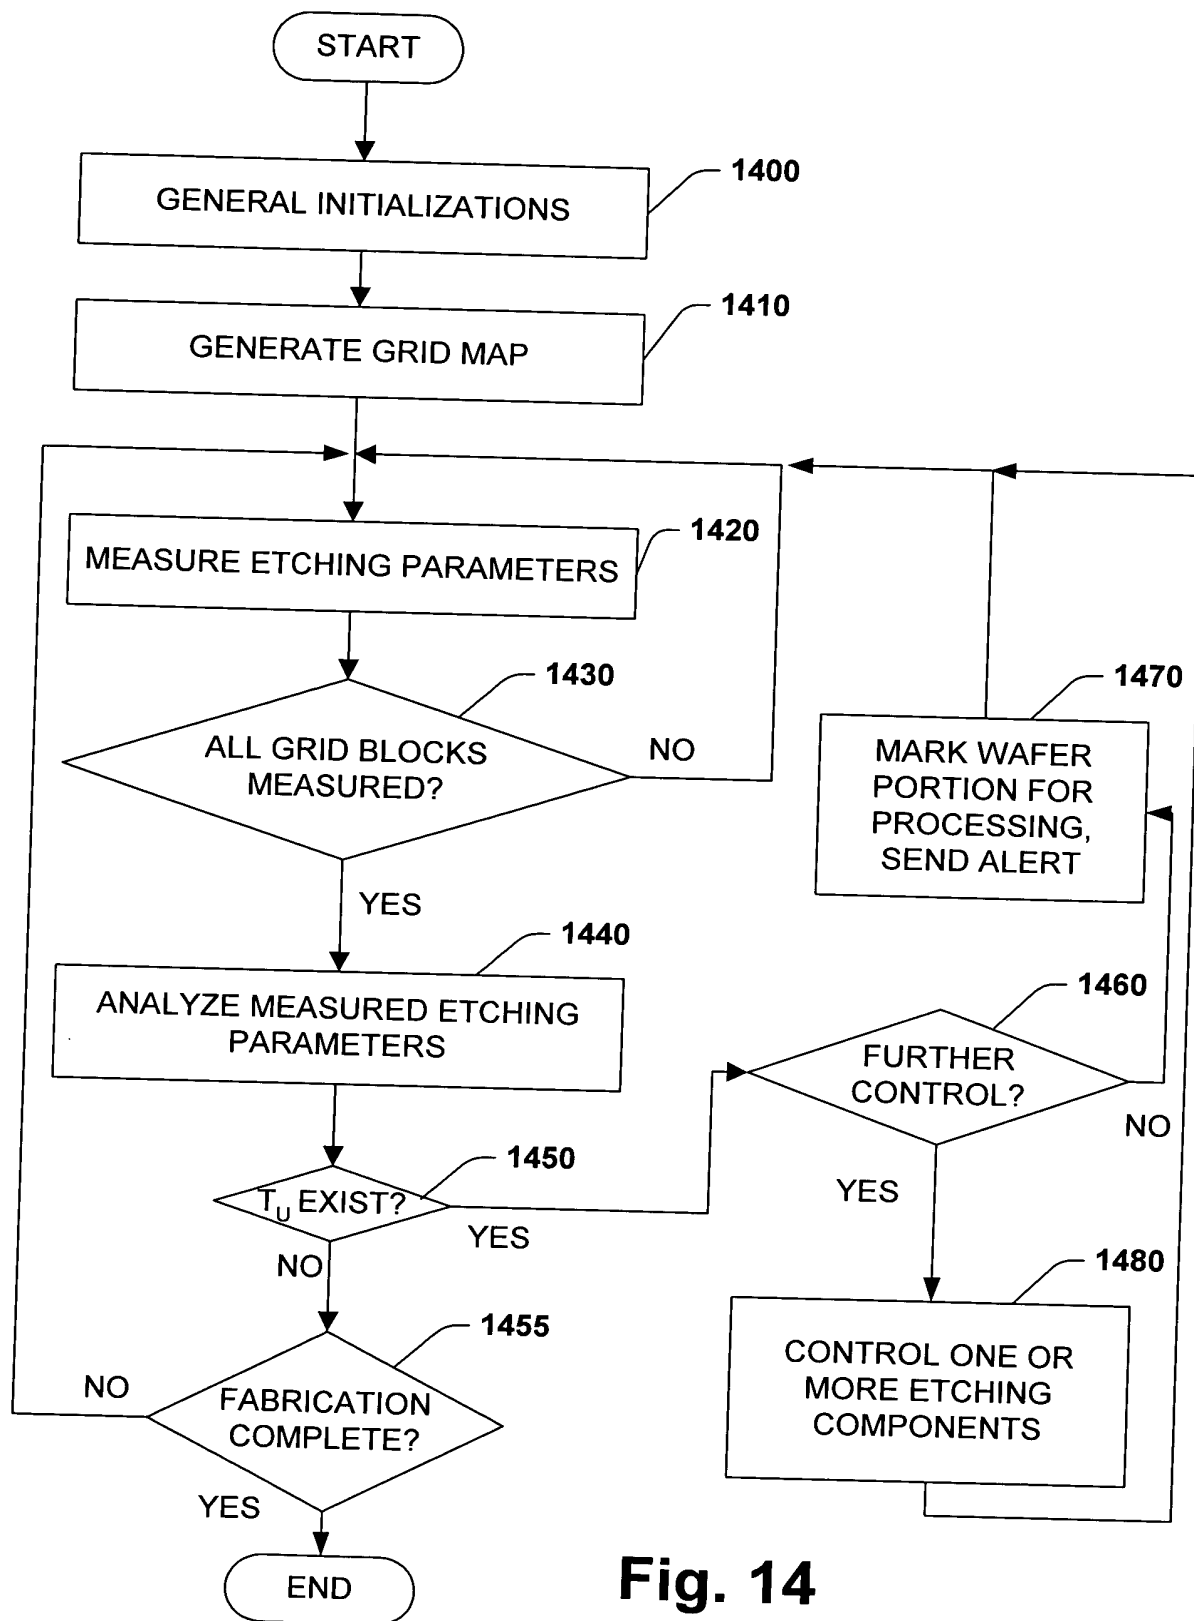 START
1400
GENERAL INITIALIZATIONS
1410
GENERATE GRID MAP
1420
MEASURE ETCHING PARAMETERS
1430
ALL GRID BLOCKS
MEASURED?
NO
YES
1440
ANALYZE MEASURED ETCHING
PARAMETERS
1450
TU EXIST?
YES
NO
1455
FABRICATION
COMPLETE?
NO
YES
END
1460
FURTHER
CONTROL?
NO
YES
1470
MARK WAFER
PORTION FOR
PROCESSING,
SEND ALERT
1480
CONTROL ONE OR
MORE ETCHING
COMPONENTS
Fig. 14